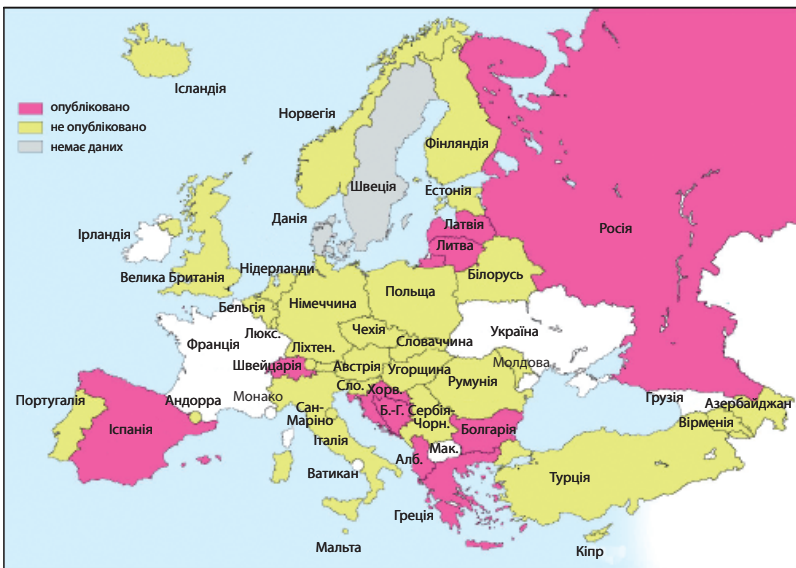 Ісландія
опубліковано
не опубліковано
немає даних
Норвегія
Фінляндія
Швеція
Естонія
Данія
Латвія
Росія
Ірландія
Литва
Велика Британія
Нідерланди
Білорусь
Польща
Німеччина
Бельгія
Україна
Люкс.
Чехія
Франція
Словаччина
Ліхтен.
Молдова
Швейцарія
Австрія
Угорщина
Румунія
Сло.
Хорв.
Монако
Грузія
Португалія
Андорра
Сан-
Маріно
Б.-Г.
Сербія-
Чорн.
Азербайджан
Іспанія
Болгарія
Вірменія
Італія
Мак.
Алб.
Ватикан
Туреція
Греція
Мальта
Кіпр